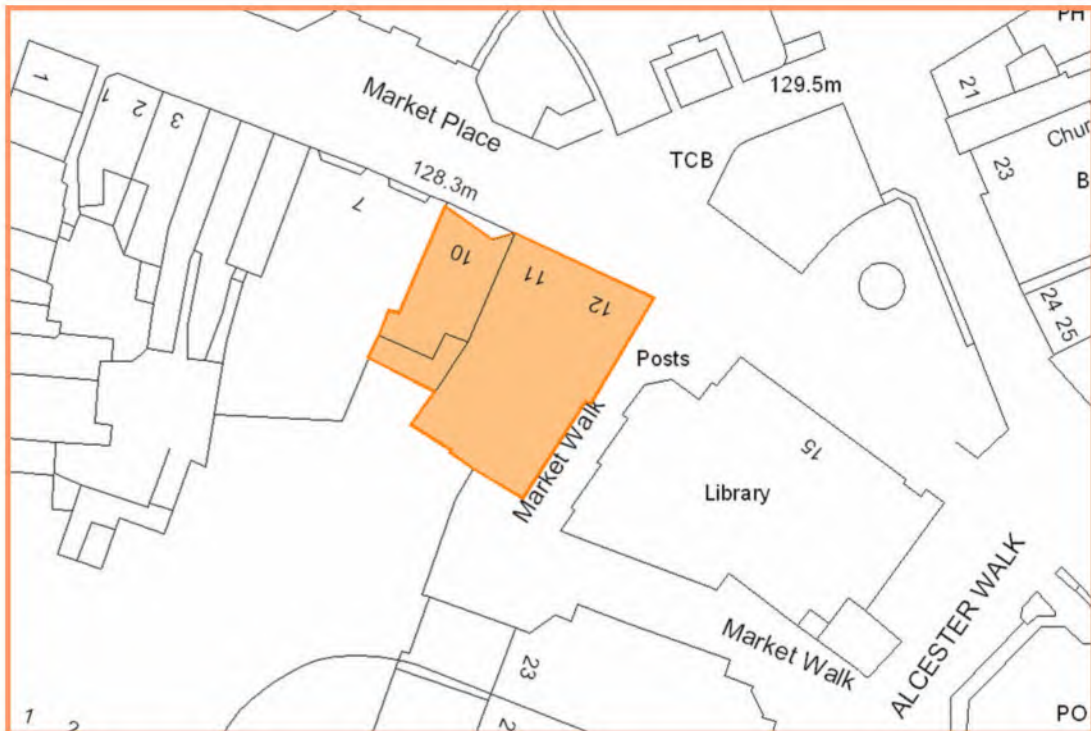 PH
1
1
2
3
Market Place
129.5m
21
Chur
TCB
23
B
128.3m
7
10
11
12
24
25
Posts
Market Walk
15
Library
Market Walk
ALCESTER WALK
23
2
1
2
PO